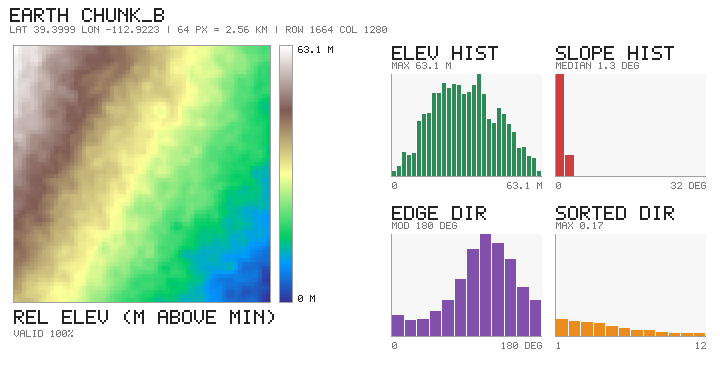 EARTH CHUNK_B
LAT 39.3999 LON -112.9223 | 64 PX = 2.56 KM | ROW 1664 COL 1280
63.1 M
0 M
REL ELEV (M ABOVE MIN)
VALID 100%
ELEV HIST
MAX 63.1 M
0 63.1 M
SLOPE HIST
MEDIAN 1.3 DEG
0 32 DEG
EDGE DIR
MOD 180 DEG
0 180 DEG
SORTED DIR
MAX 0.17
1 12